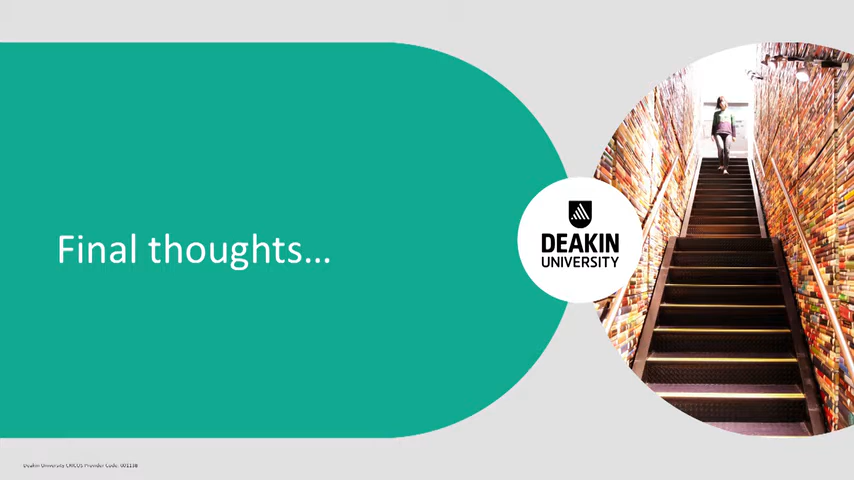 Final thoughts...
DEAKIN
UNIVERSITY
Deakin University CRICOS Provider Code: 00113B